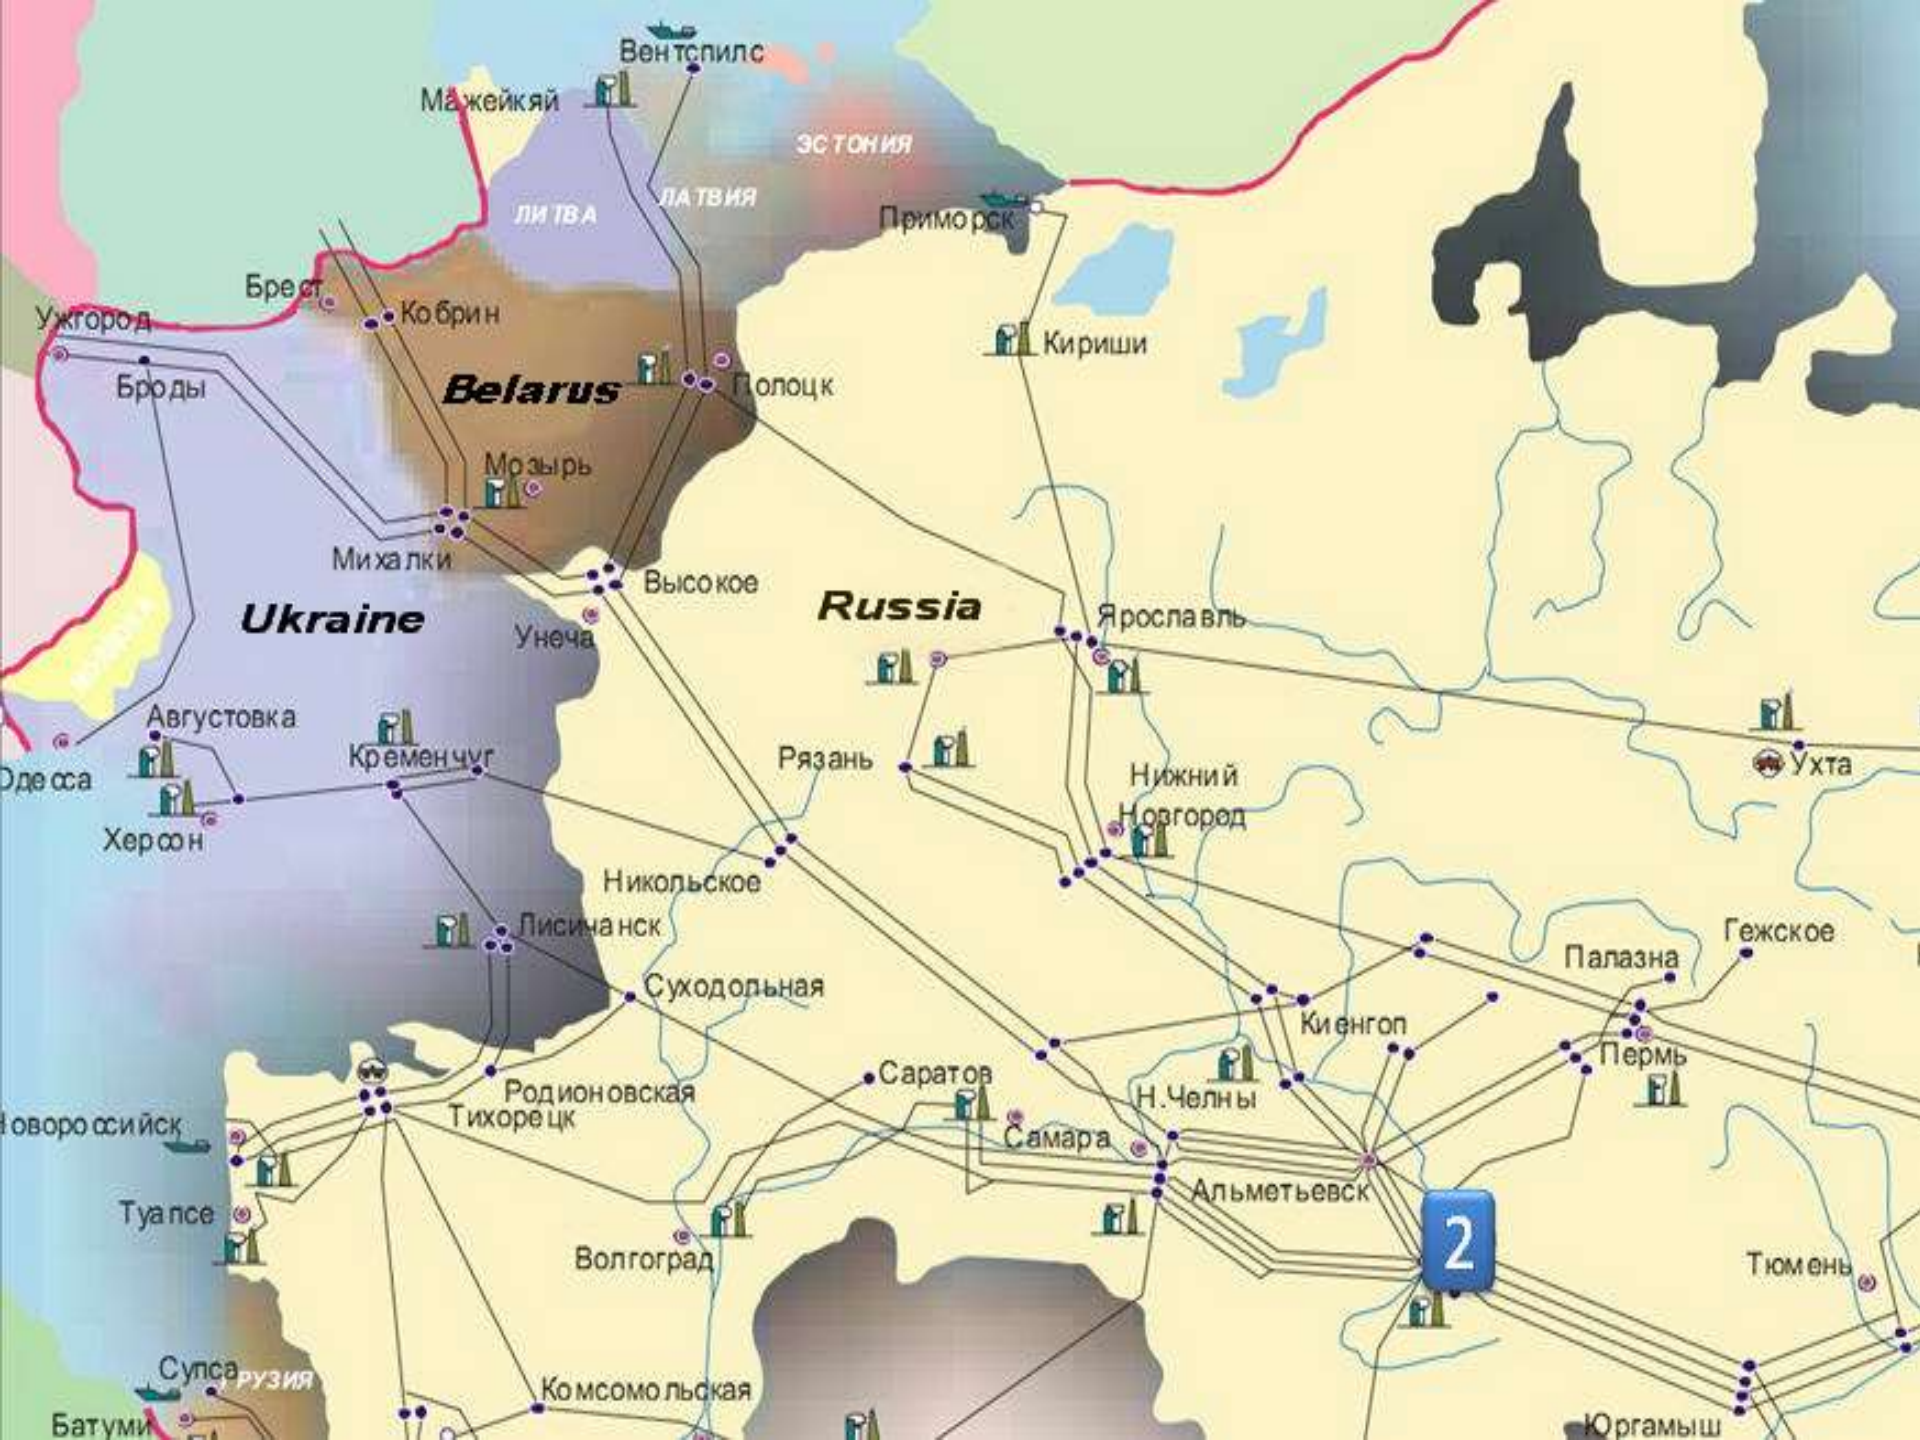 Вентспилс
Мажейкяй
ЭСТОНИЯ
ЛАТВИЯ
ЛИТВА
Приморск
Брест
Кобрин
Ужгород
Кириши
Броды
Belarus
Полоцк
Мозырь
Михалки
Высокое
Ukraine
Russia
Ярославль
Унеча
Августовка
Кременчуг
Рязань
Нижний
Новгород
Ухта
Одесса
Херсон
Никольское
Лисичанск
Гежское
Палазна
Суходольная
Киенгоп
Пермь
Саратов
Родионовская
Н.Челны
Тихорецк
Новороссийск
Самара
Альметьевск
Туапсе
2
Волгоград
Тюмень
Супса
ГРУЗИЯ
Комсомольская
Батуми
Юргамыш